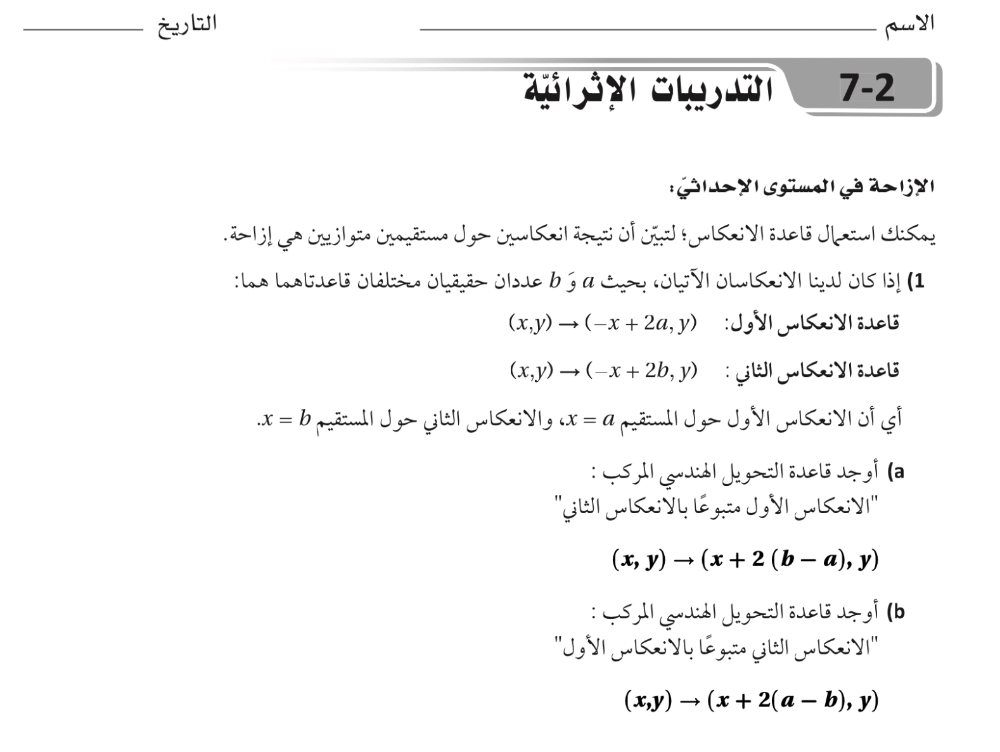 الاسم ____________ التاريخ ____________
7-2 التدريبات الإثرائيّة
الإزاحة في المستوى الإحداثيّ:
يمكنك استعمال قاعدة الانعكاس؛ لتبيّن أن نتيجة انعكاسين حول مستقيمين متوازيين هي إزاحة.
1) إذا كان لدينا الانعكاسان الآتيان، بحيث a وَ b عددان حقيقيان مختلفان قاعدتاهما هما:
قاعدة الانعكاس الأول: (x,y) → (−x + 2a, y)
قاعدة الانعكاس الثاني : (x,y) → (−x + 2b, y)
أي أن الانعكاس الأول حول المستقيم x = a، والانعكاس الثاني حول المستقيم x = b.
a) أوجد قاعدة التحويل الهندسي المركب :
"الانعكاس الأول متبوعًا بالانعكاس الثاني"
(x, y) → (x + 2 (b − a), y)
b) أوجد قاعدة التحويل الهندسي المركب :
"الانعكاس الثاني متبوعًا بالانعكاس الأول"
(x,y) → (x + 2(a − b), y)